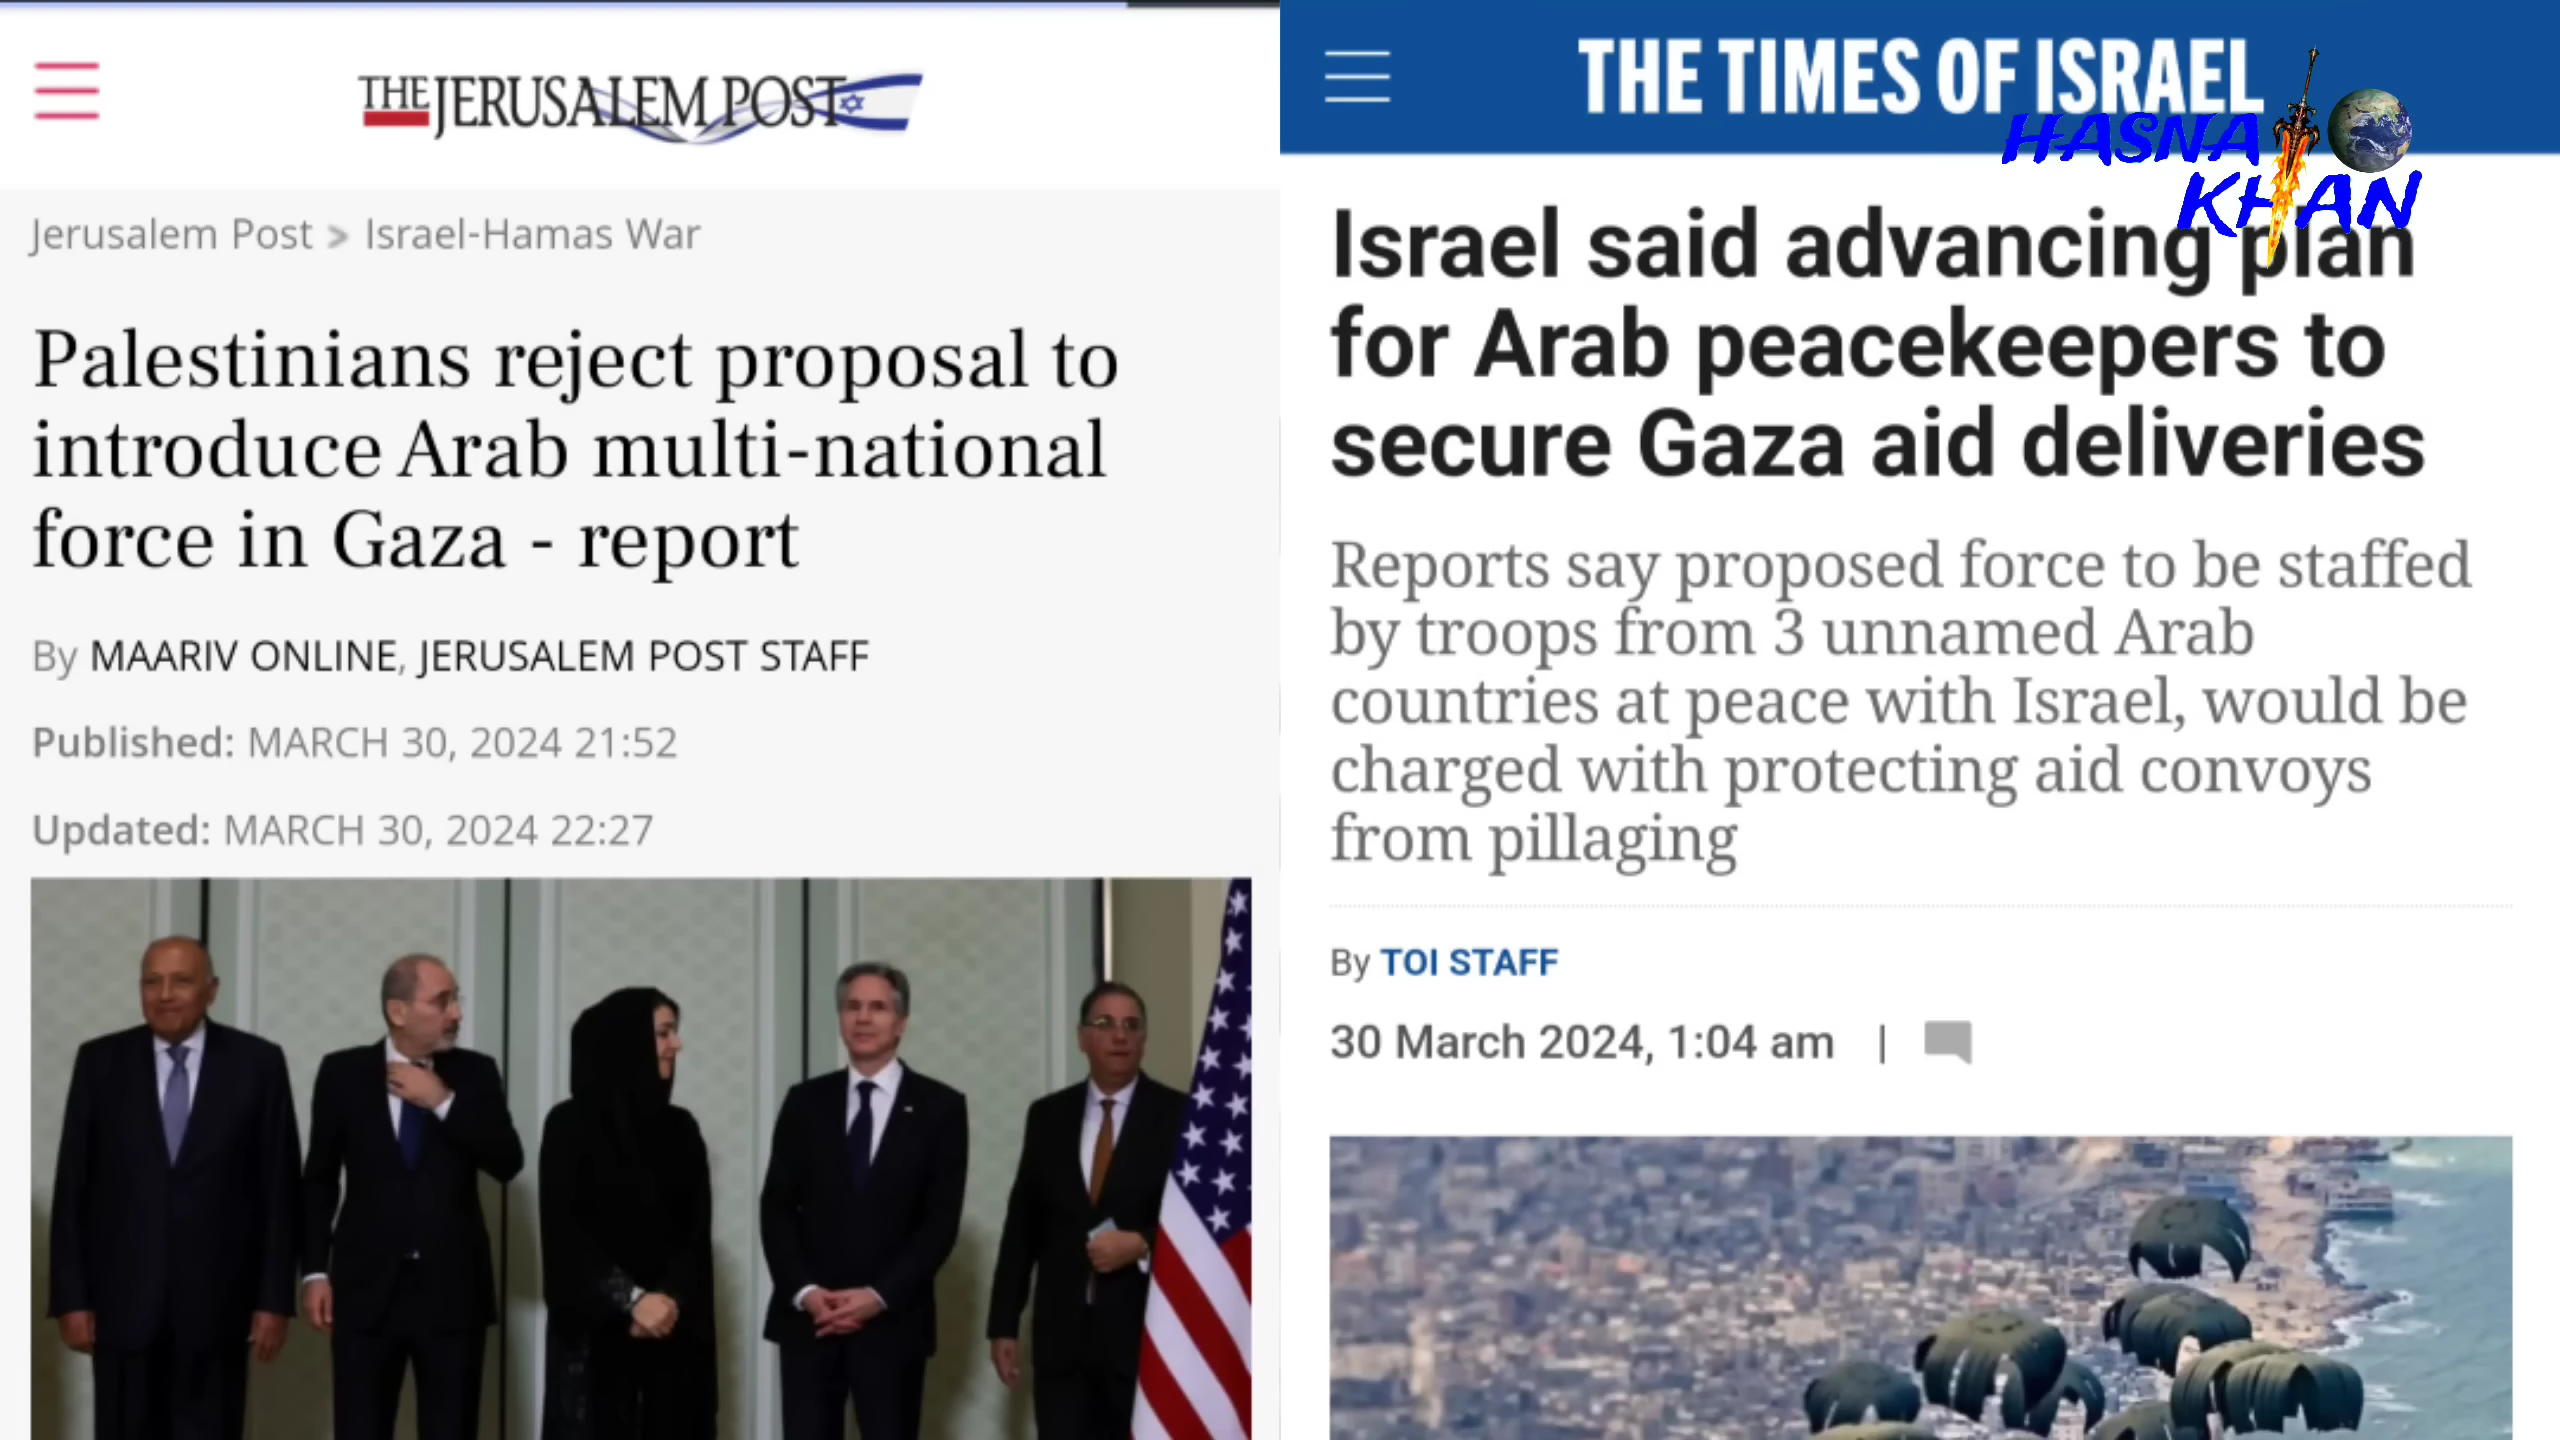 THE JERUSALEM POST
Jerusalem Post > Israel-Hamas War
Palestinians reject proposal to
introduce Arab multi-national
force in Gaza - report
By MAARIV ONLINE, JERUSALEM POST STAFF
Published: MARCH 30, 2024 21:52
Updated: MARCH 30, 2024 22:27
THE TIMES OF ISRAEL
HASNA
KHAN
Israel said advancing plan
for Arab peacekeepers to
secure Gaza aid deliveries
Reports say proposed force to be staffed
by troops from 3 unnamed Arab
countries at peace with Israel, would be
charged with protecting aid convoys
from pillaging
By TOI STAFF
30 March 2024, 1:04 am |